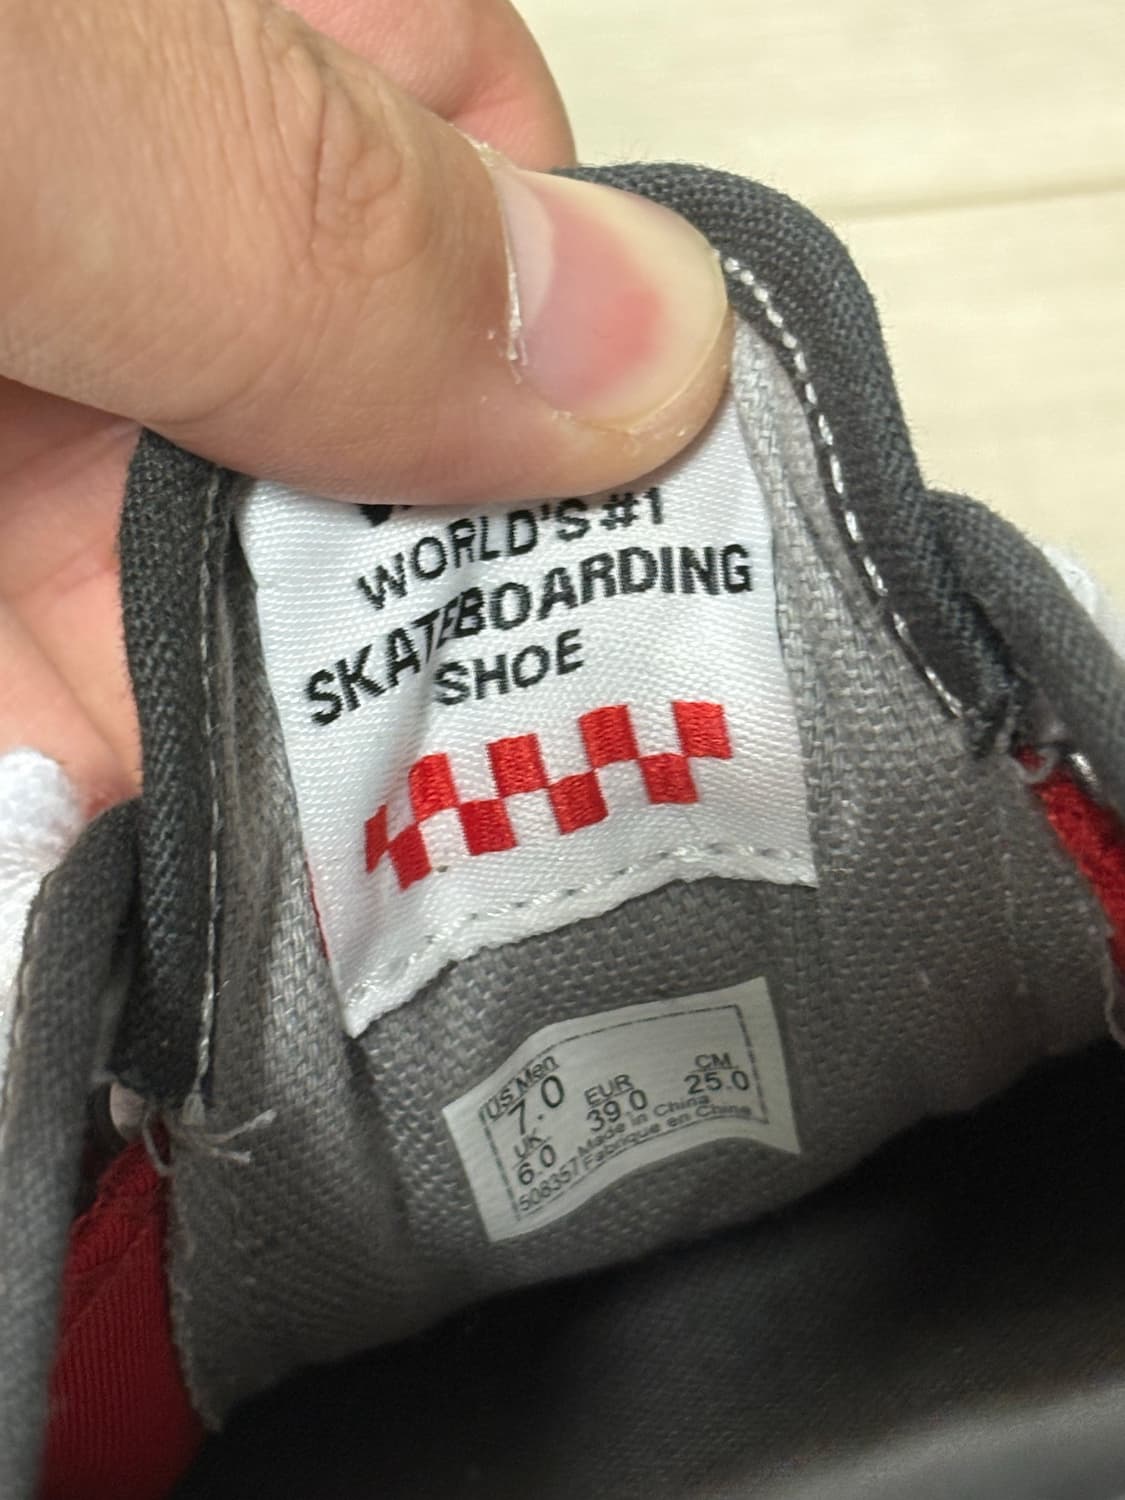 WORLD'S #1
SKATEBOARDING
SHOE
US Men
7.0
UK
6.0
EUR
39.0
CM
25.0
Made in China
Fabriqué en Chine
508357